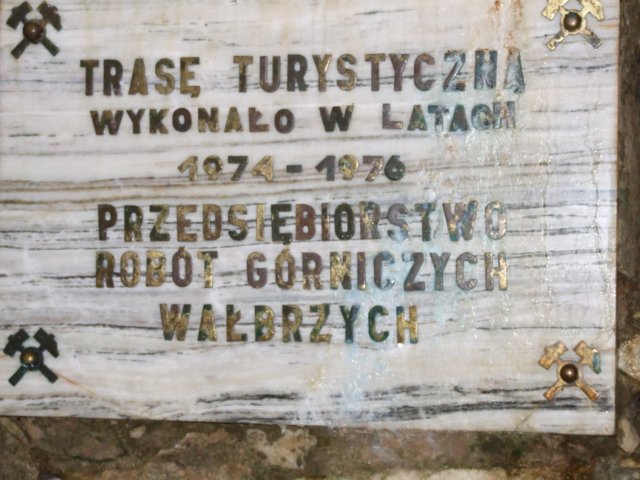 TRASĘ TURYSTYCZNĄ
WYKONAŁO W LATACH
1974-1976
PRZEDSIĘBIORSTWO
ROBÓT GÓRNICZYCH
WAŁBRZYCH